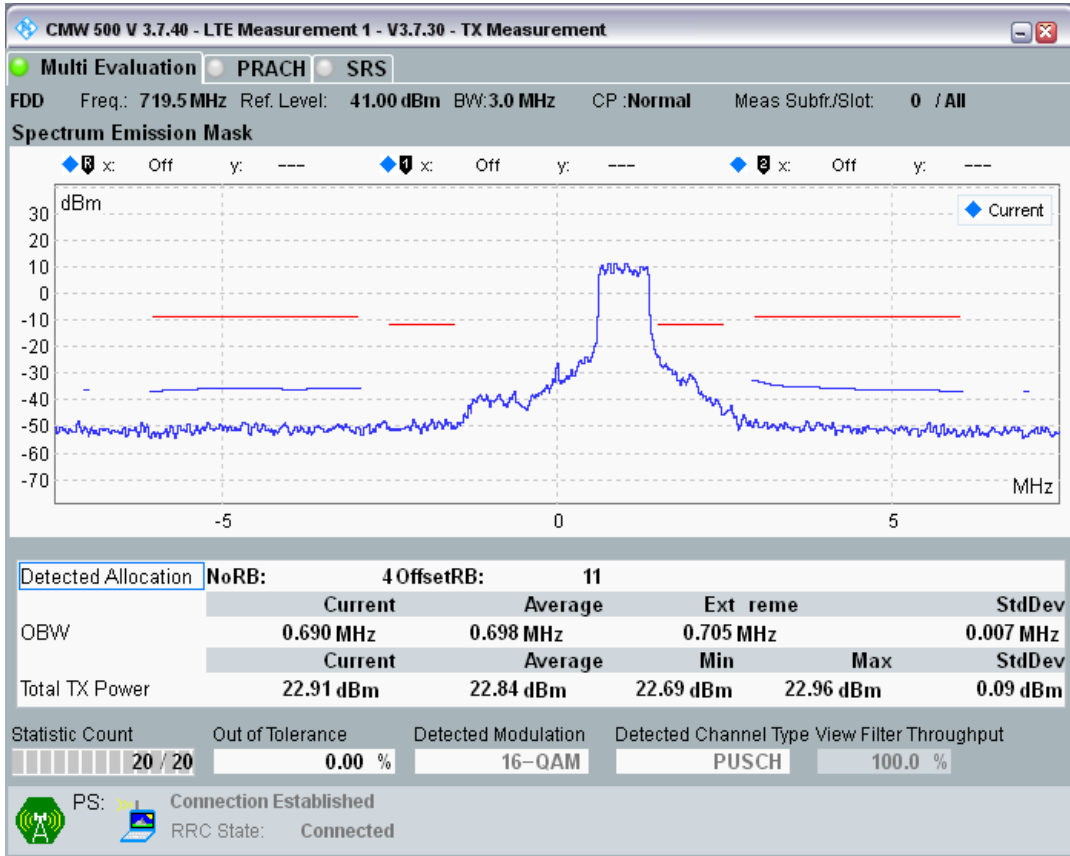 CMW 500 V 3.7.40 - LTE Measurement 1 - V3.7.30 - TX Measurement
Multi Evaluation PRACH SRS
FDD Freq.: 719.5 MHz Ref. Level: 41.00 dBm BW: 3.0 MHz CP :Normal Meas Subfr./Slot: 0 / All
Spectrum Emission Mask
R x: Off y: --- 1 x: Off y: --- 2 x: Off y: ---
dBm
Current
30
20
10
0
-10
-20
-30
-40
-50
-60
-70
MHz
-5 0 5
Detected Allocation NoRB: 4 OffsetRB: 11
Current Average Ext reme StdDev
OBW 0.690 MHz 0.698 MHz 0.705 MHz 0.007 MHz
Current Average Min Max StdDev
Total TX Power 22.91 dBm 22.84 dBm 22.69 dBm 22.96 dBm 0.09 dBm
Statistic Count Out of Tolerance Detected Modulation Detected Channel Type View Filter Throughput
20 / 20 0.00 % 16-QAM PUSCH 100.0 %
PS: Connection Established
RRC State: Connected